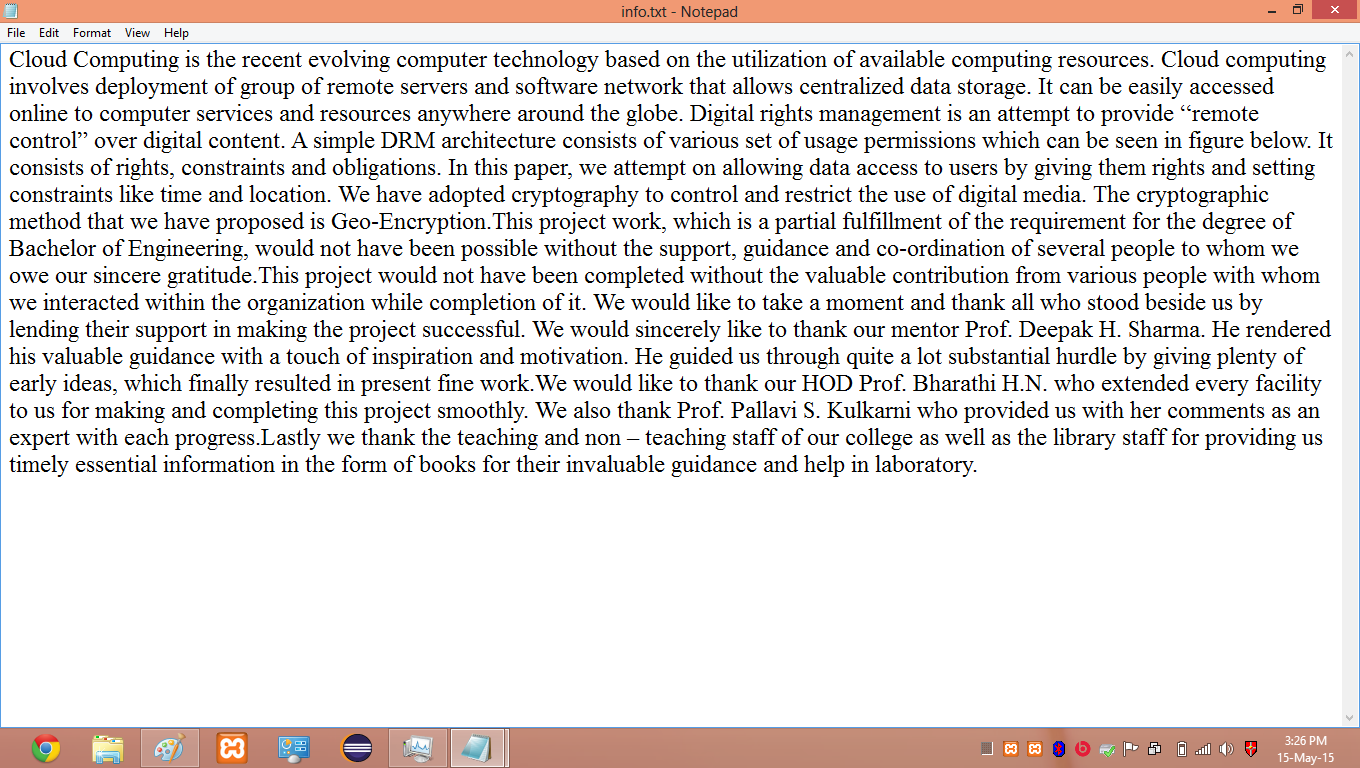 info.txt - Notepad
File Edit Format View Help
Cloud Computing is the recent evolving computer technology based on the utilization of available computing resources. Cloud computing
involves deployment of group of remote servers and software network that allows centralized data storage. It can be easily accessed
online to computer services and resources anywhere around the globe. Digital rights management is an attempt to provide “remote
control” over digital content. A simple DRM architecture consists of various set of usage permissions which can be seen in figure below. It
consists of rights, constraints and obligations. In this paper, we attempt on allowing data access to users by giving them rights and setting
constraints like time and location. We have adopted cryptography to control and restrict the use of digital media. The cryptographic
method that we have proposed is Geo-Encryption.This project work, which is a partial fulfillment of the requirement for the degree of
Bachelor of Engineering, would not have been possible without the support, guidance and co-ordination of several people to whom we
owe our sincere gratitude.This project would not have been completed without the valuable contribution from various people with whom
we interacted within the organization while completion of it. We would like to take a moment and thank all who stood beside us by
lending their support in making the project successful. We would sincerely like to thank our mentor Prof. Deepak H. Sharma. He rendered
his valuable guidance with a touch of inspiration and motivation. He guided us through quite a lot substantial hurdle by giving plenty of
early ideas, which finally resulted in present fine work.We would like to thank our HOD Prof. Bharathi H.N. who extended every facility
to us for making and completing this project smoothly. We also thank Prof. Pallavi S. Kulkarni who provided us with her comments as an
expert with each progress.Lastly we thank the teaching and non – teaching staff of our college as well as the library staff for providing us
timely essential information in the form of books for their invaluable guidance and help in laboratory.
3:26 PM
15-May-15